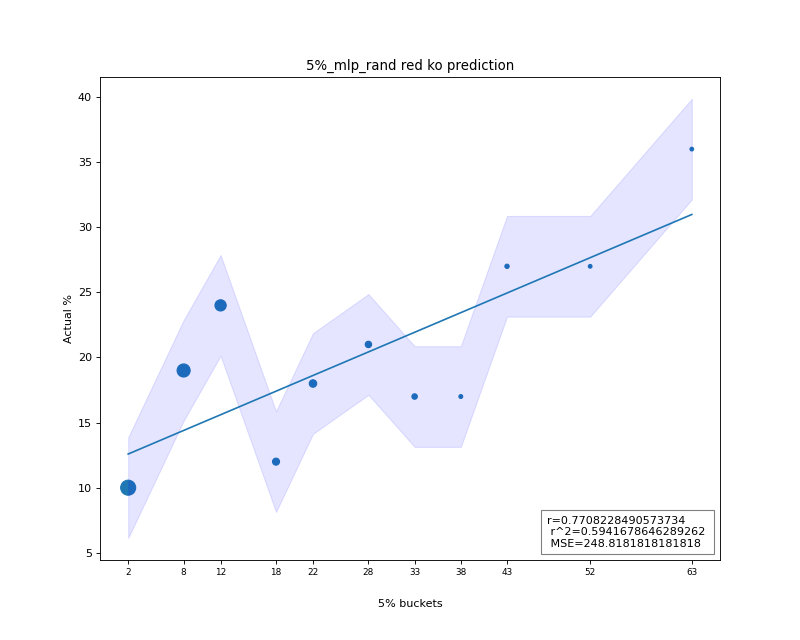 5%_mlp_rand red ko prediction
40
35
30
25
20
15
10
5
Actual %
2 8 12 18 22 28 33 38 43 52 63
5% buckets
r=0.7708228490573734
r^2=0.5941678646289262
MSE=248.8181818181818